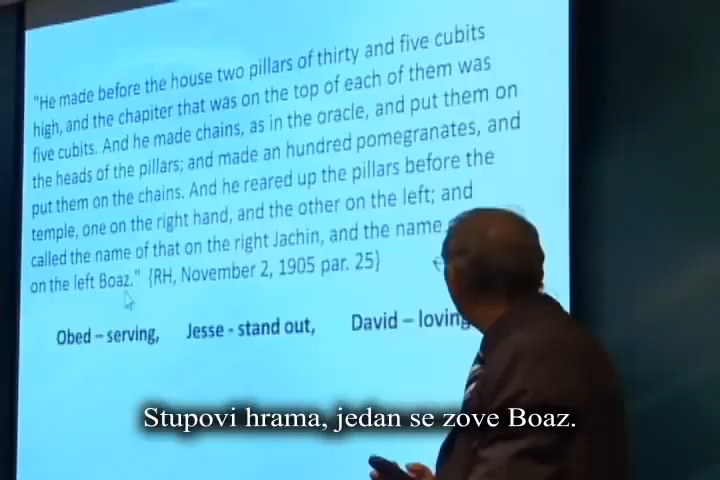 "He made before the house two pillars of thirty and five cubits
high, and the chapiter that was on the top of each of them was
five cubits. And he made chains, as in the oracle, and put them on
the heads of the pillars; and made an hundred pomegranates, and
put them on the chains. And he reared up the pillars before the
temple, one on the right hand, and the other on the left; and
called the name of that on the right Jachin, and the name
on the left Boaz." {RH, November 2, 1905 par. 25}
Obed – serving, Jesse - stand out, David – loving
Stupovi hrama, jedan se zove Boaz.